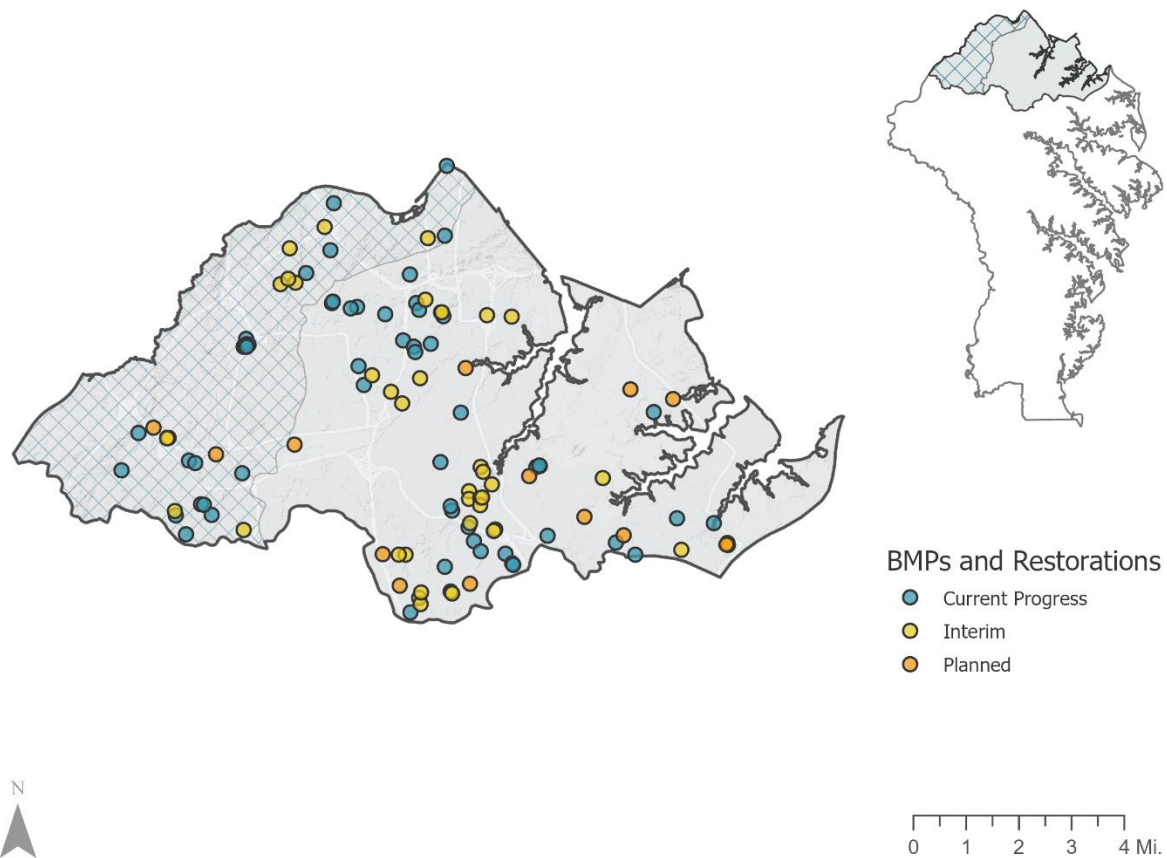 BMPs and Restorations
Current Progress
Interim
Planned
N
0 1 2 3 4 Mi.